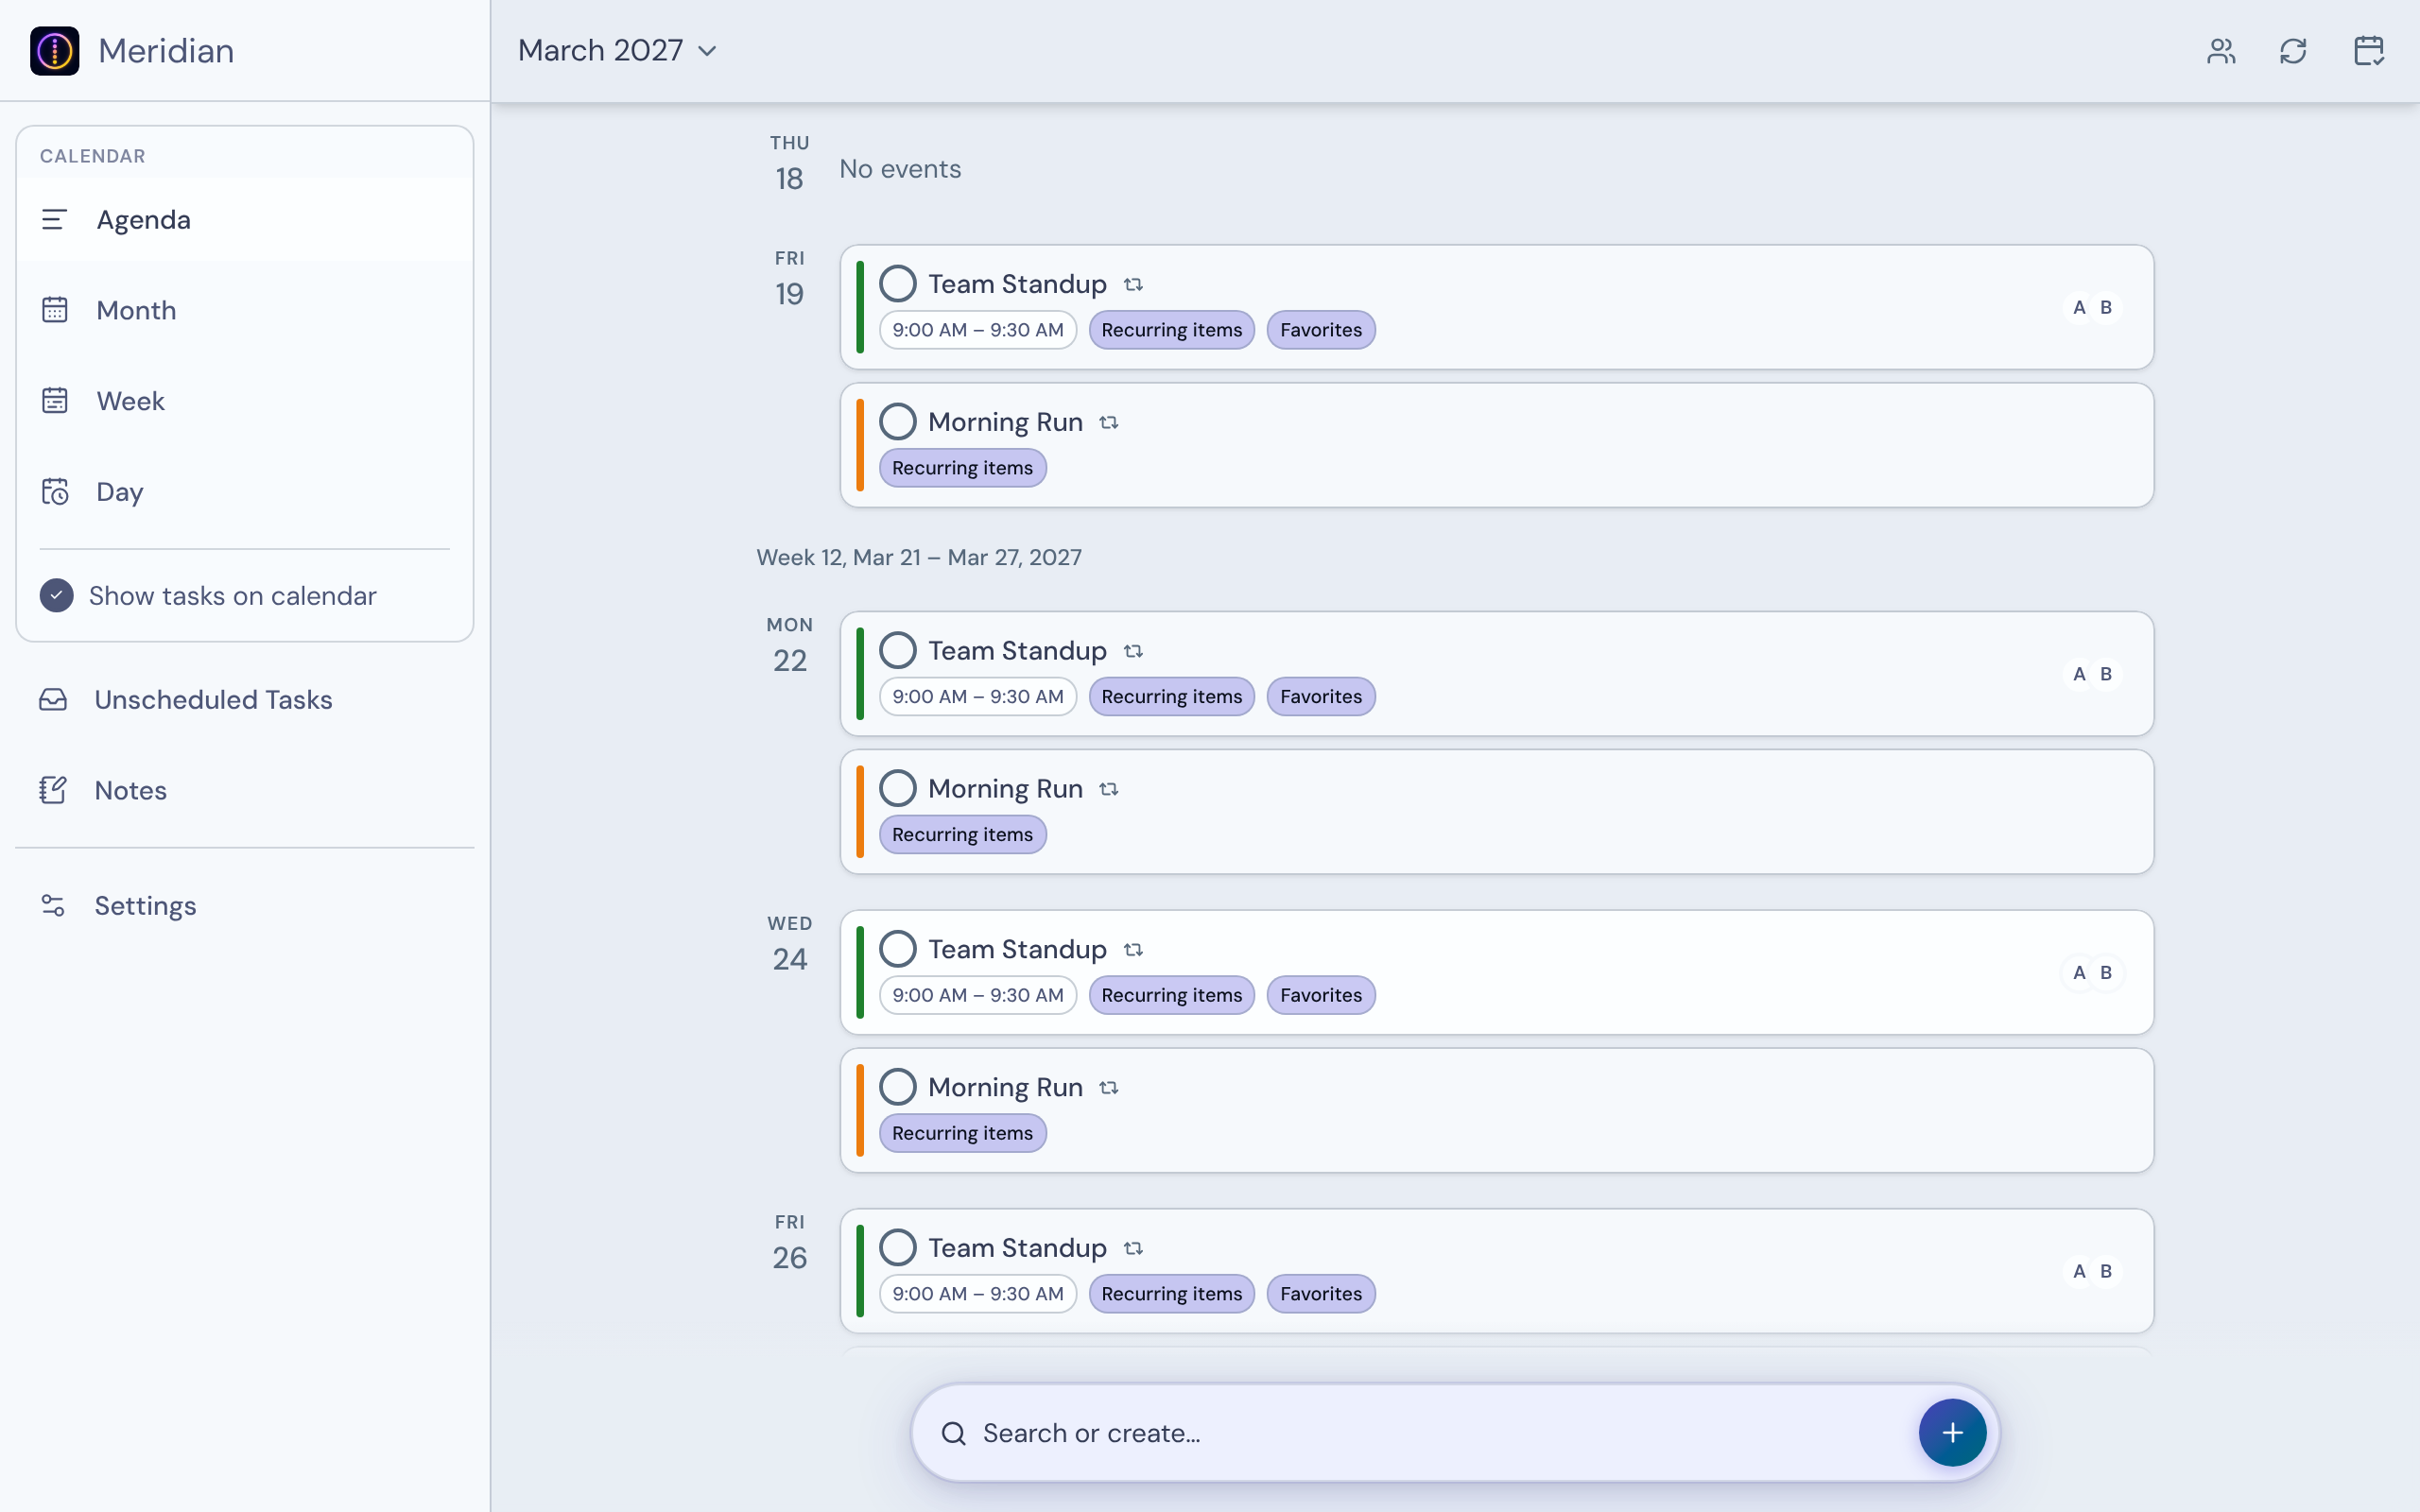 Meridian
CALENDAR
Agenda
Month
Week
Day
Show tasks on calendar
Unscheduled Tasks
Notes
Settings
March 2027
THU
18
No events
FRI
19
Team Standup
9:00 AM – 9:30 AM Recurring items Favorites
A B
Morning Run
Recurring items
Week 12, Mar 21 – Mar 27, 2027
MON
22
Team Standup
9:00 AM – 9:30 AM Recurring items Favorites
A B
Morning Run
Recurring items
WED
24
Team Standup
9:00 AM – 9:30 AM Recurring items Favorites
A B
Morning Run
Recurring items
FRI
26
Team Standup
9:00 AM – 9:30 AM Recurring items Favorites
A B
Search or create...